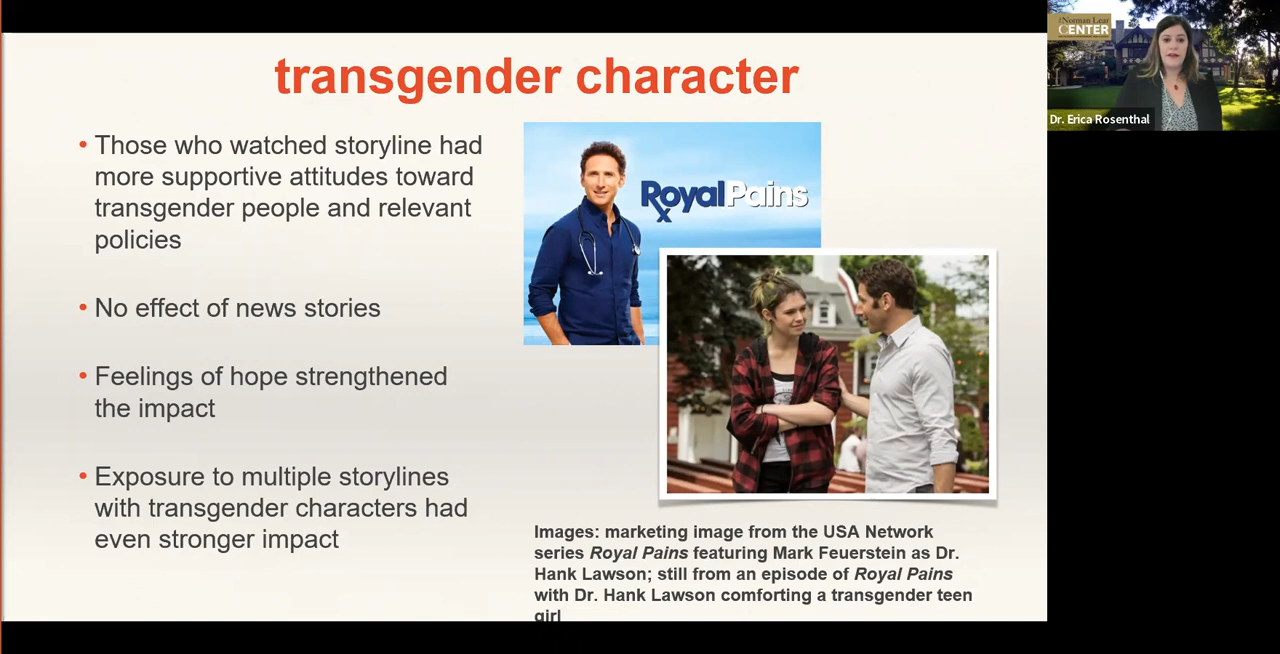 transgender character
• Those who watched storyline had
more supportive attitudes toward
transgender people and relevant
policies
• No effect of news stories
• Feelings of hope strengthened
the impact
• Exposure to multiple storylines
with transgender characters had
even stronger impact
RoyalPains
Rx
Images: marketing image from the USA Network
series Royal Pains featuring Mark Feuerstein as Dr.
Hank Lawson; still from an episode of Royal Pains
with Dr. Hank Lawson comforting a transgender teen
girl
The Norman Lear
CENTER
Dr. Erica Rosenthal